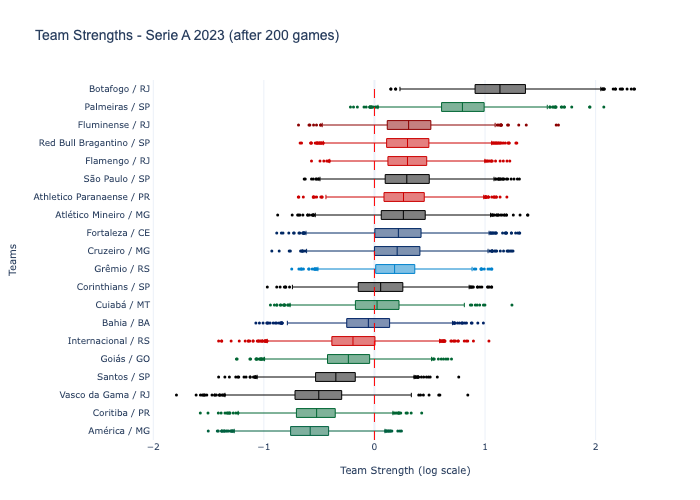 Team Strengths - Serie A 2023 (after 200 games)
Botafogo / RJ
Palmeiras / SP
Fluminense / RJ
Red Bull Bragantino / SP
Flamengo / RJ
São Paulo / SP
Athletico Paranaense / PR
Atlético Mineiro / MG
Fortaleza / CE
Cruzeiro / MG
Grêmio / RS
Corinthians / SP
Cuiabá / MT
Bahia / BA
Internacional / RS
Goiás / GO
Santos / SP
Vasco da Gama / RJ
Coritiba / PR
América / MG
Teams
−2 −1 0 1 2
Team Strength (log scale)